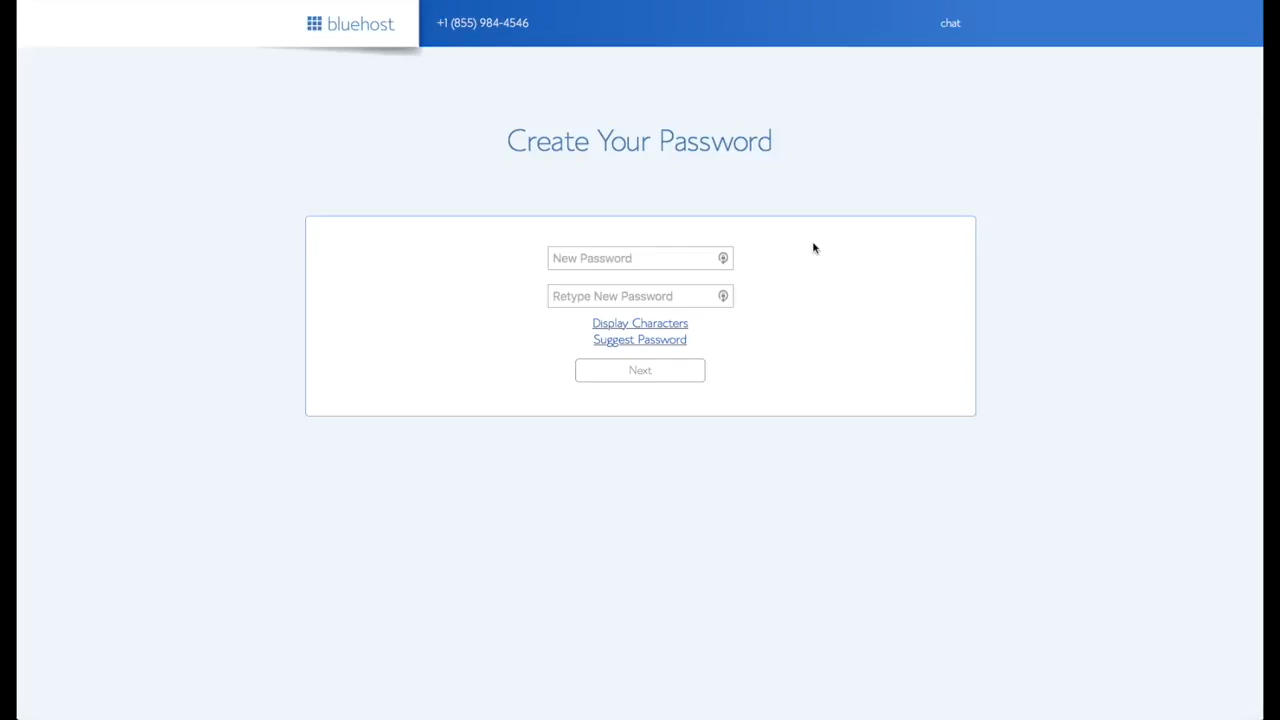 bluehost
+1 (855) 984-4546
chat
Create Your Password
New Password
Retype New Password
Display Characters
Suggest Password
Next